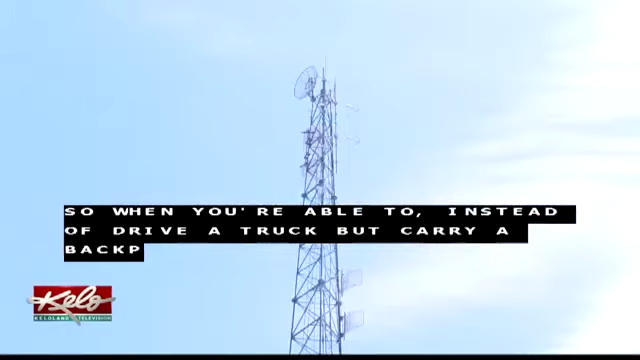 SO WHEN YOU'RE ABLE TO, INSTEAD
OF DRIVE A TRUCK BUT CARRY A
BACKP
Kelo
KELOLAND TELEVISION